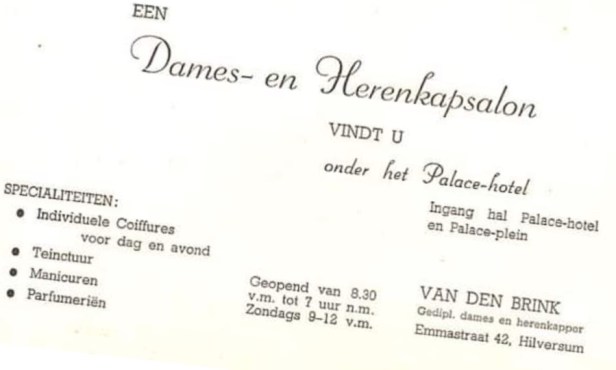 EEN
Dames- en Herenkapsalon
VINDT U
onder het Palace-hotel
Ingang hal Palace-hotel
en Palace-plein
SPECIALITEITEN:
● Individuele Coiffures
voor dag en avond
● Teinctuur
● Manicuren
● Parfumeriën
Geopend van 8.30
v.m. tot 7 uur n.m.
Zondags 9-12 v.m.
VAN DEN BRINK
Gedipl. dames en herenkapper
Emmastraat 42, Hilversum